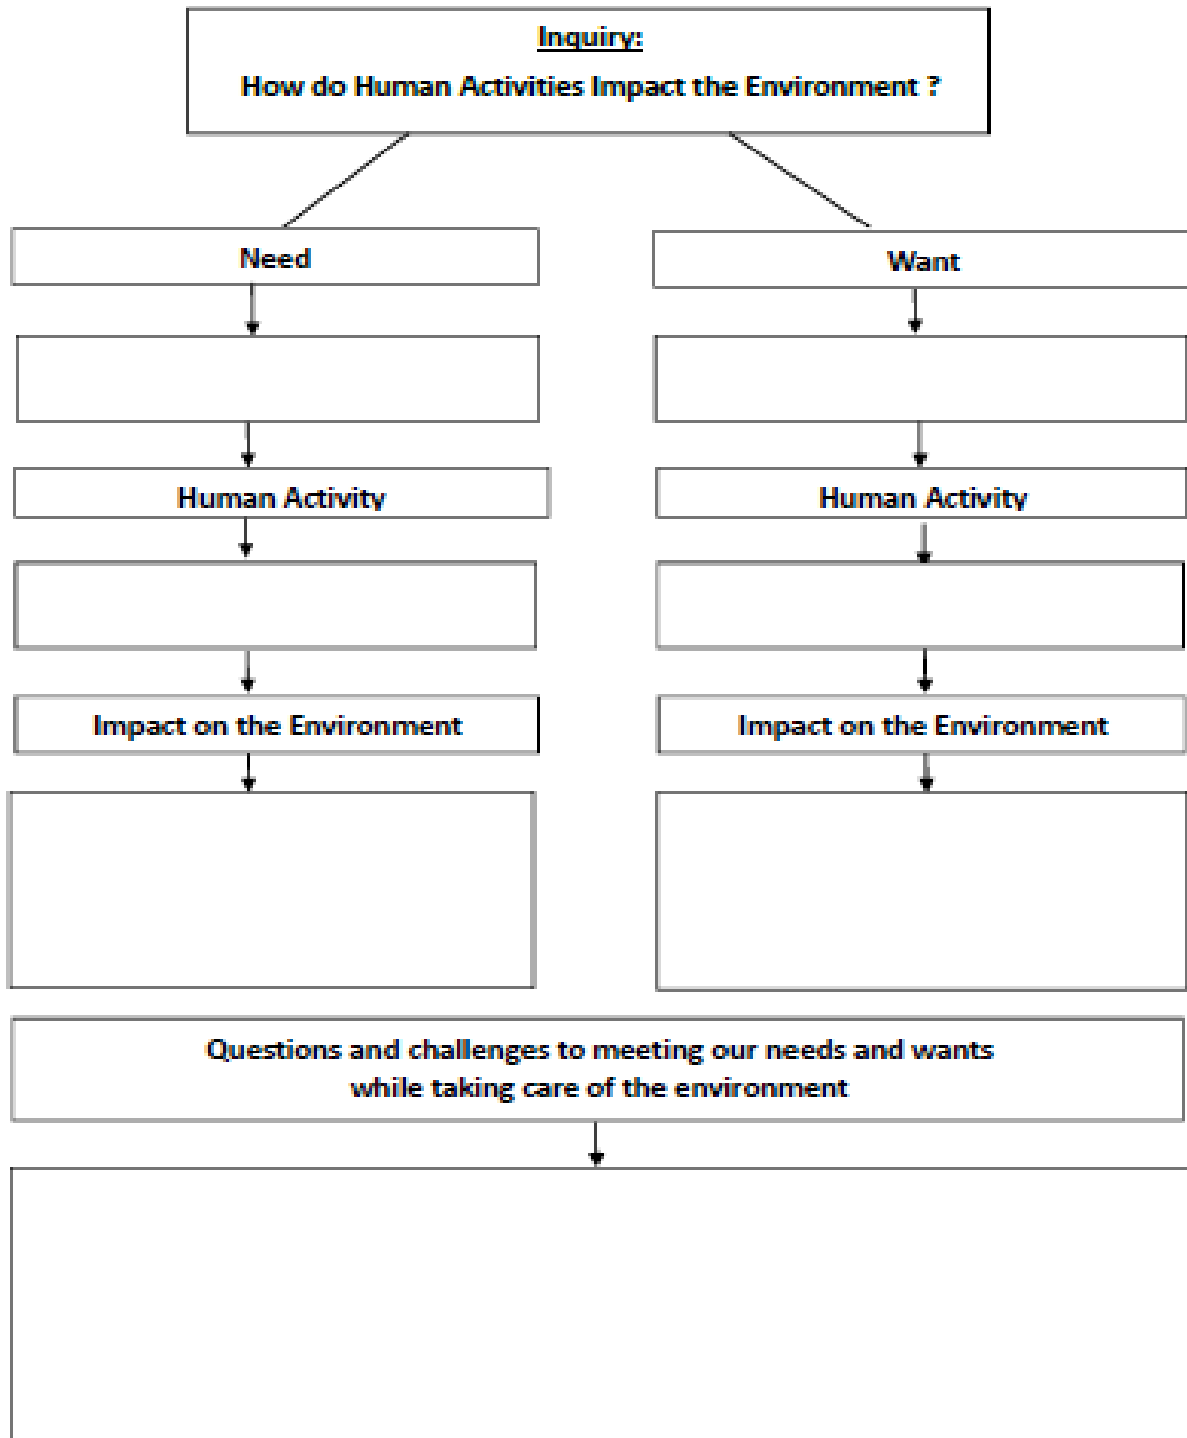 Inquiry:
How do Human Activities Impact the Environment ?
Need
Want
Human Activity
Human Activity
Impact on the Environment
Impact on the Environment
Questions and challenges to meeting our needs and wants
while taking care of the environment